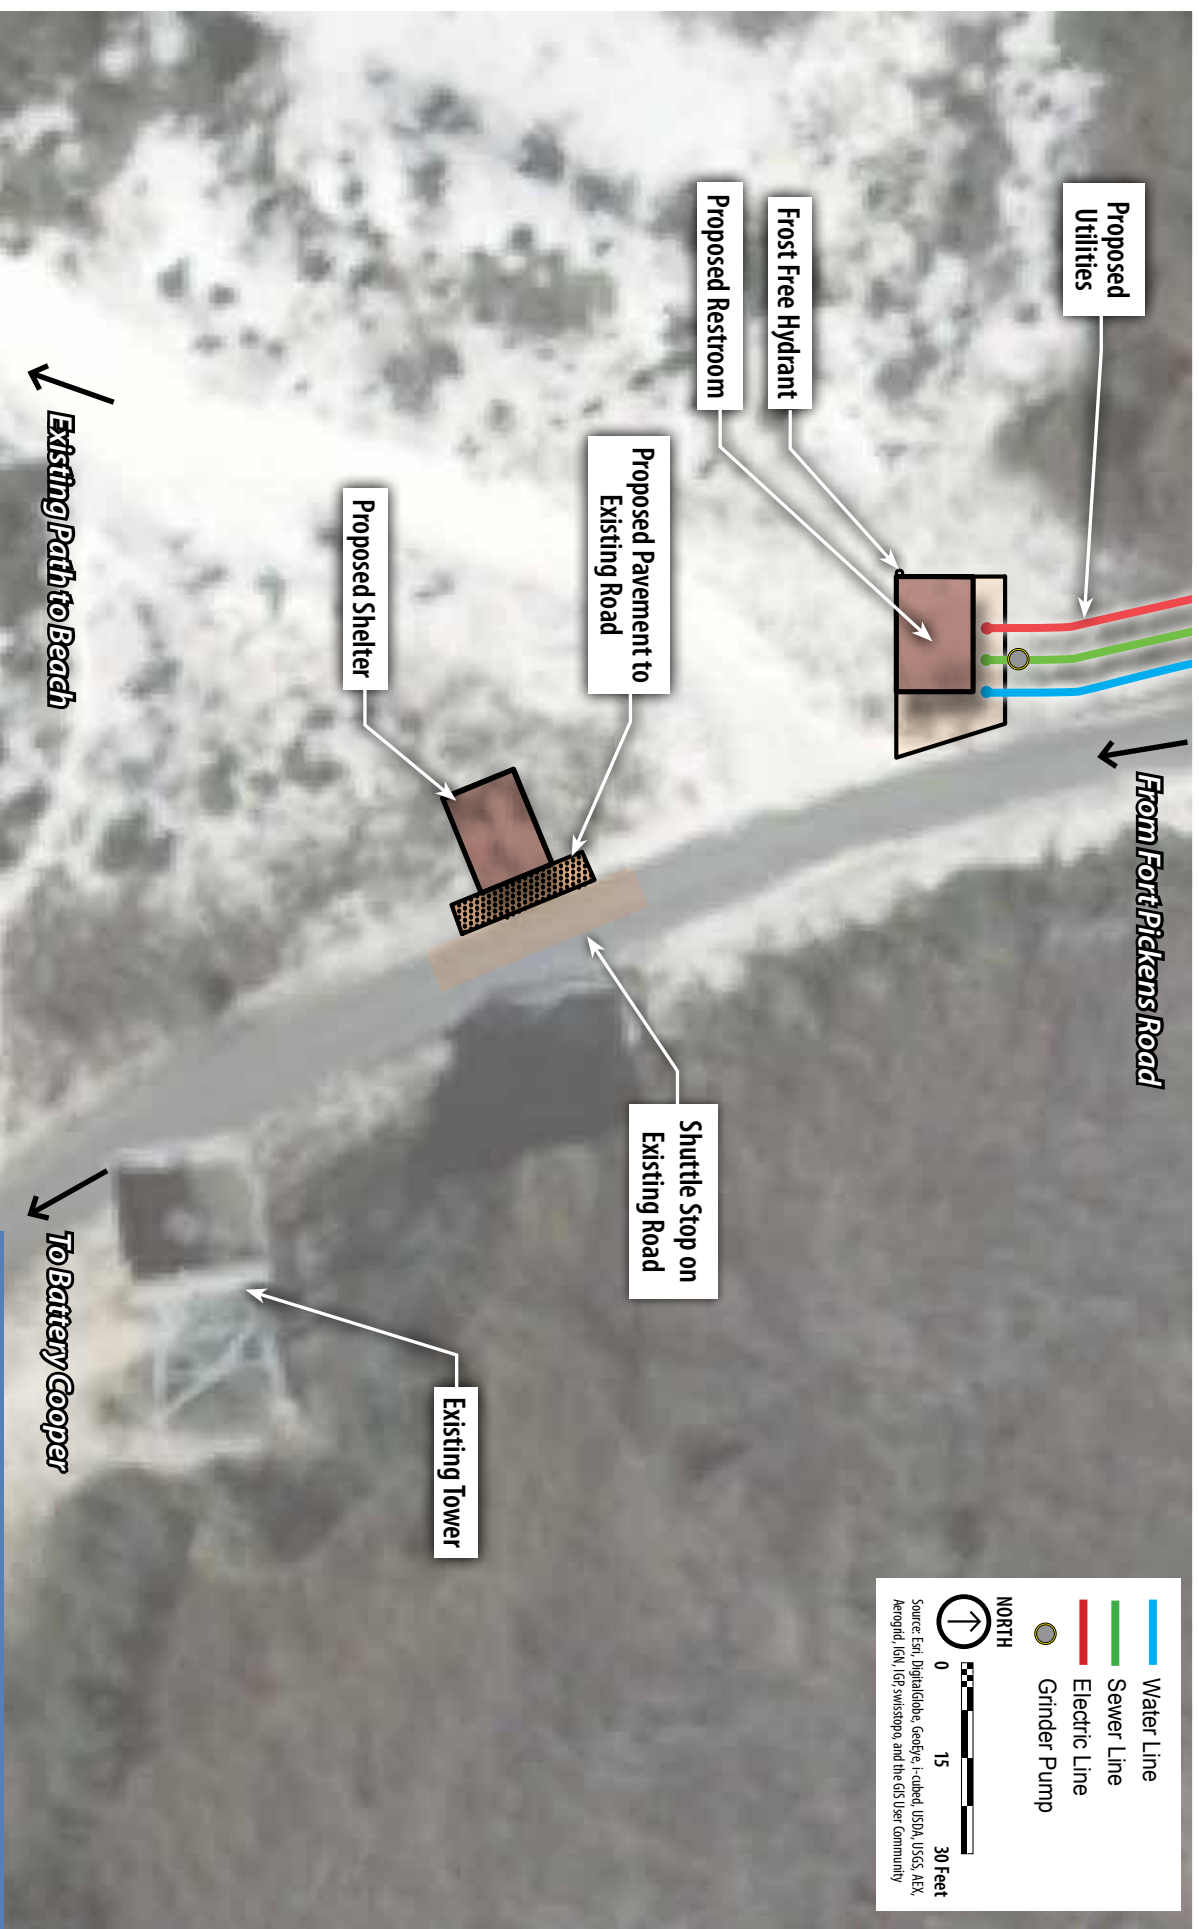 From Fort Pickens Road
Proposed
Utilities
Frost Free Hydrant
Proposed Restroom
Proposed Pavement to
Existing Road
Proposed Shelter
Existing Path to Beach
Shuttle Stop on
Existing Road
Existing Tower
To Battery Cooper
Water Line
Sewer Line
Electric Line
Grinder Pump
NORTH
0 15 30 Feet
Source: Esri, DigitalGlobe, GeoEye, i-cubed, USDA, USGS, AEX,
Aerogrid, IGN, IGP, swisstopo, and the GIS User Community